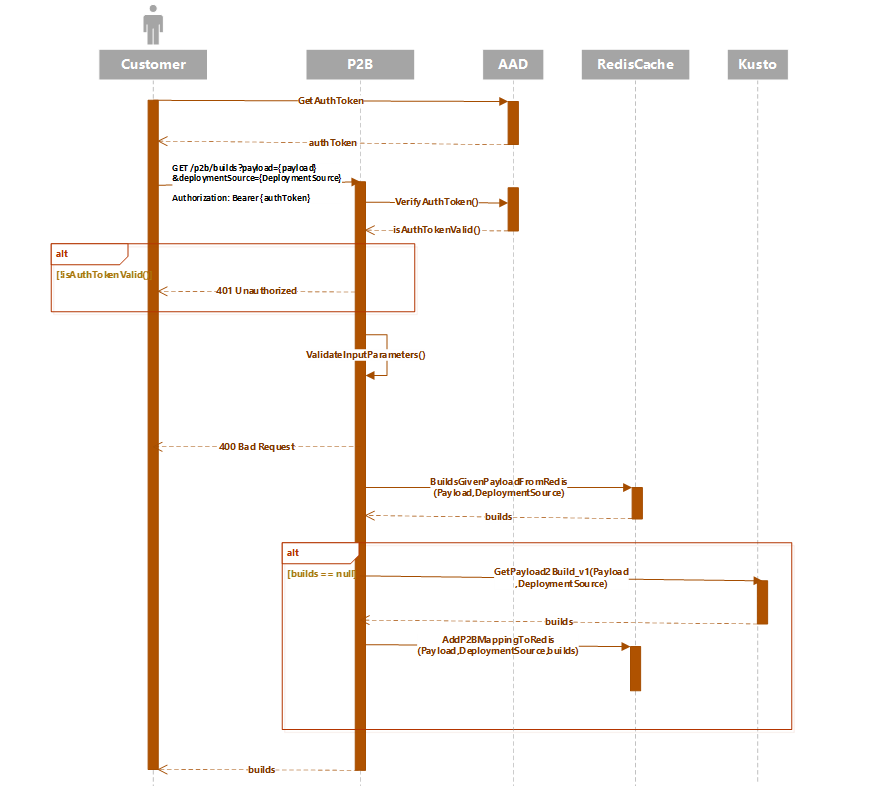 Customer
P2B
AAD
RedisCache
Kusto
GetAuthToken
authToken
GET /p2b/builds?payload={payload}
&deploymentSource={DeploymentSource}
Authorization: Bearer {authToken}
VerifyAuthToken()
isAuthTokenValid()
alt
[!isAuthTokenValid()]
401 Unauthorized
ValidateInputParameters()
400 Bad Request
BuildsGivenPayloadFromRedis
(Payload,DeploymentSource)
builds
alt
[builds == null]
GetPayload2Build_v1(Payload
,DeploymentSource)
builds
AddP2BMappingToRedis
(Payload,DeploymentSource,builds)
builds